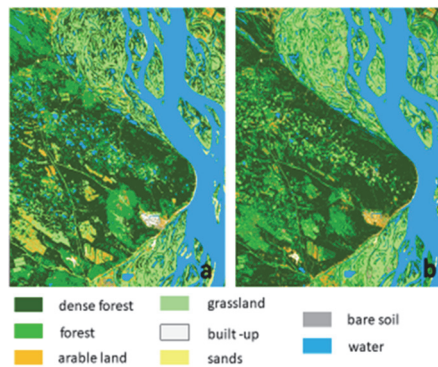 a
b
dense forest
grassland
bare soil
forest
built -up
water
arable land
sands